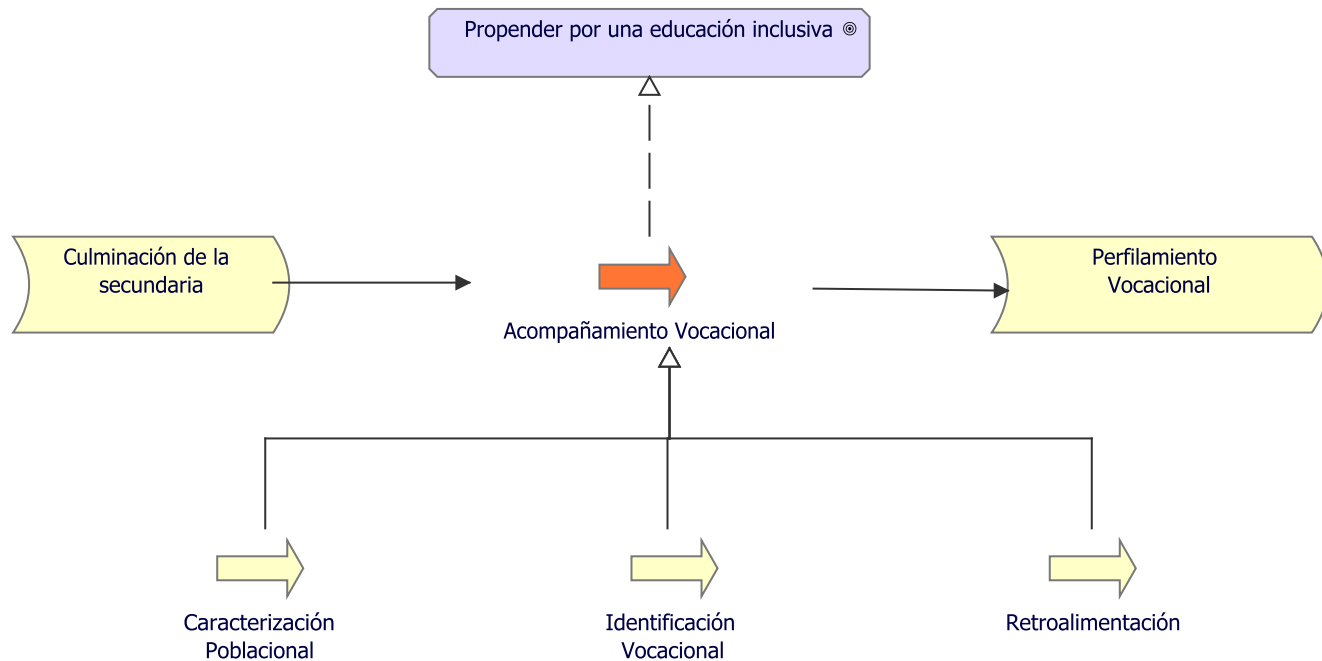 Propender por una educación inclusiva
Culminación de la
secundaria
Perfilamiento
Vocacional
Acompañamiento Vocacional
Caracterización
Poblacional
Identificación
Vocacional
Retroalimentación